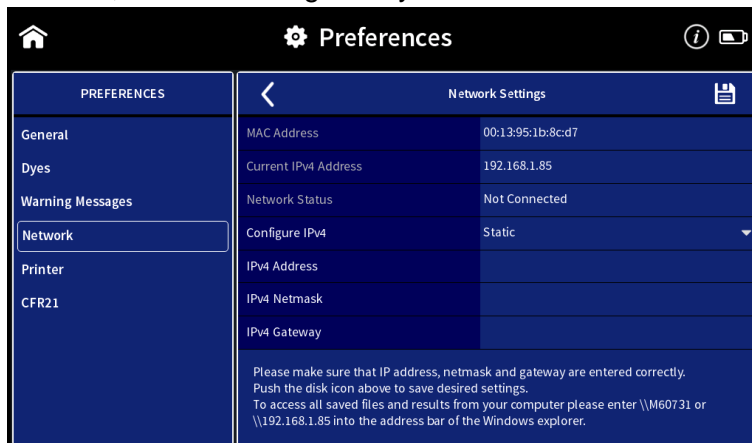 Preferences
i
PREFERENCES
Network Settings
General
Dyes
Warning Messages
Network
Printer
CFR21
MAC Address 00:13:95:1b:8c:d7
Current IPv4 Address 192.168.1.85
Network Status Not Connected
Configure IPv4 Static
IPv4 Address
IPv4 Netmask
IPv4 Gateway
Please make sure that IP address, netmask and gateway are entered correctly.
Push the disk icon above to save desired settings.
To access all saved files and results from your computer please enter \\M60731 or
\\192.168.1.85 into the address bar of the Windows explorer.